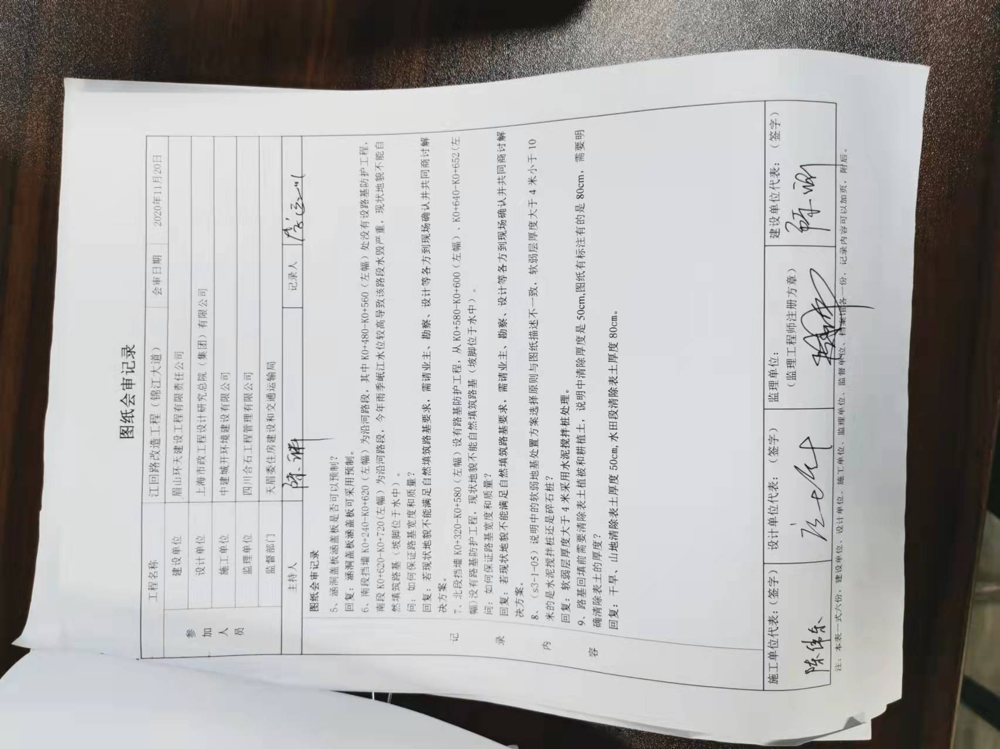 图纸会审记录
工程名称 江回路改造工程（锦江大道） 会审日期 2020年11月20日
参加人员
建设单位 眉山环天建设工程有限责任公司
设计单位 上海市政工程设计研究总院（集团）有限公司
施工单位 中建城开环境建设有限公司
监理单位 四川合石工程管理有限公司
监督部门 天眉委住房建设和交通运输局
主持人 记录人
记录内容
图纸会审记录
5、涵洞盖板涵盖板是否可以预制？
回复：涵洞盖板涵盖板可采用预制。
6、南段挡墙 K0+240-K0+620（左幅）为沿河路段，其中 K0+480-K0+560（左幅）处没有设路基防护工程，
南段 K0+620-K0+720(左幅）为沿河路段，今年雨季岷江水位较高导致该路段水毁严重，现状地貌不能自
然填筑路基（坡脚位于水中）。
问：如何保证路基宽度和质量？
回复：若现状地貌不能满足自然填筑路基要求，需请业主、勘察、设计等各方到现场确认并共同商讨解
决方案。
7、北段挡墙 K0+320-K0+580（左幅）设有路基防护工程，从 K0+580-K0+600（左幅）、K0+640-K0+652(左
幅)没有路基防护工程，现状地貌不能自然填筑路基（坡脚位于水中）。
问：如何保证路基宽度和质量？
回复：若现状地貌不能满足自然填筑路基要求，需请业主、勘察、设计等各方到现场确认并共同商讨解
决方案。
8、（s3-1-05）说明中的软弱地基处置方案选择原则与图纸描述不一致，软弱层厚度大于 4 米小于 10
米的是水泥搅拌桩还是碎石桩？
回复：软弱层厚度大于 4 米采用水泥搅拌桩处理。
9、路基回填前需要清除表土植被和耕植土，说明中清除厚度是 50cm,图纸有标注有的是 80cm，需要明
确清除表土的厚度？
回复：干旱、山地清除表土厚度 50cm,水田段清除表土厚度 80cm。
施工单位代表：（签字） 设计单位代表：（签字） 监理单位： 建设单位代表：（签字）
（监理工程师注册方章）
陈伟东
注：本表一式六份，建设单位、设计单位、施工单位、监理单位、监督单位、档案馆各一份，记录内容可以加页，附后。